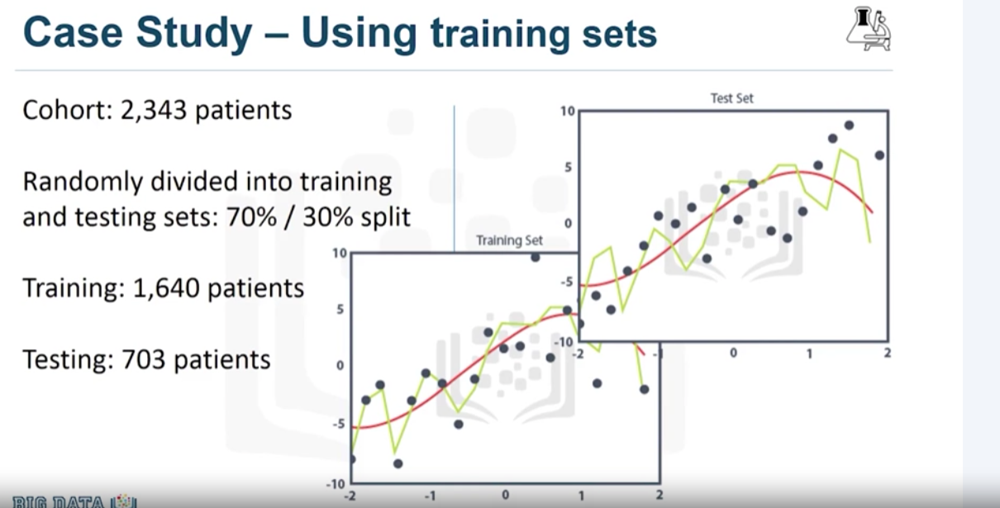 Case Study – Using training sets
Cohort: 2,343 patients
Randomly divided into training
and testing sets: 70% / 30% split
Training: 1,640 patients
Testing: 703 patients
Test Set
10
5
0
-5
-10
-2
-1
0
1
2
Training Set
10
5
0
-5
-10
-2
-1
0
1
2
BIG DATA